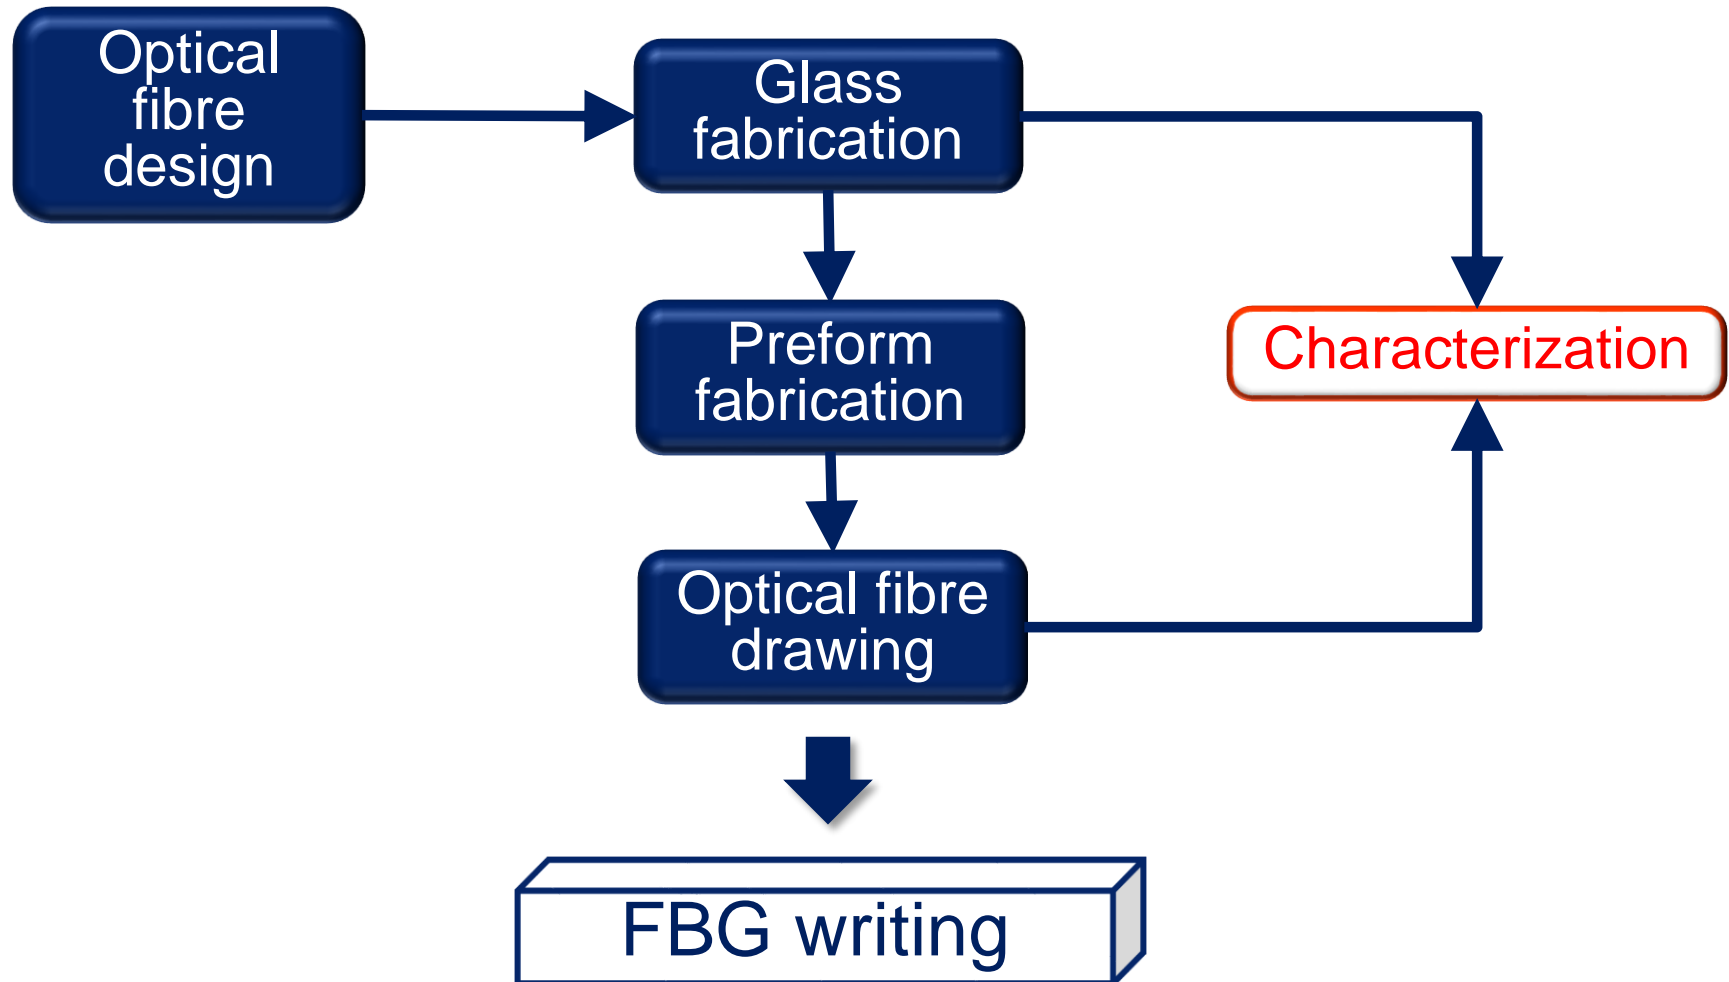 Optical
fibre
design
Glass
fabrication
Preform
fabrication
Characterization
Optical fibre
drawing
FBG writing